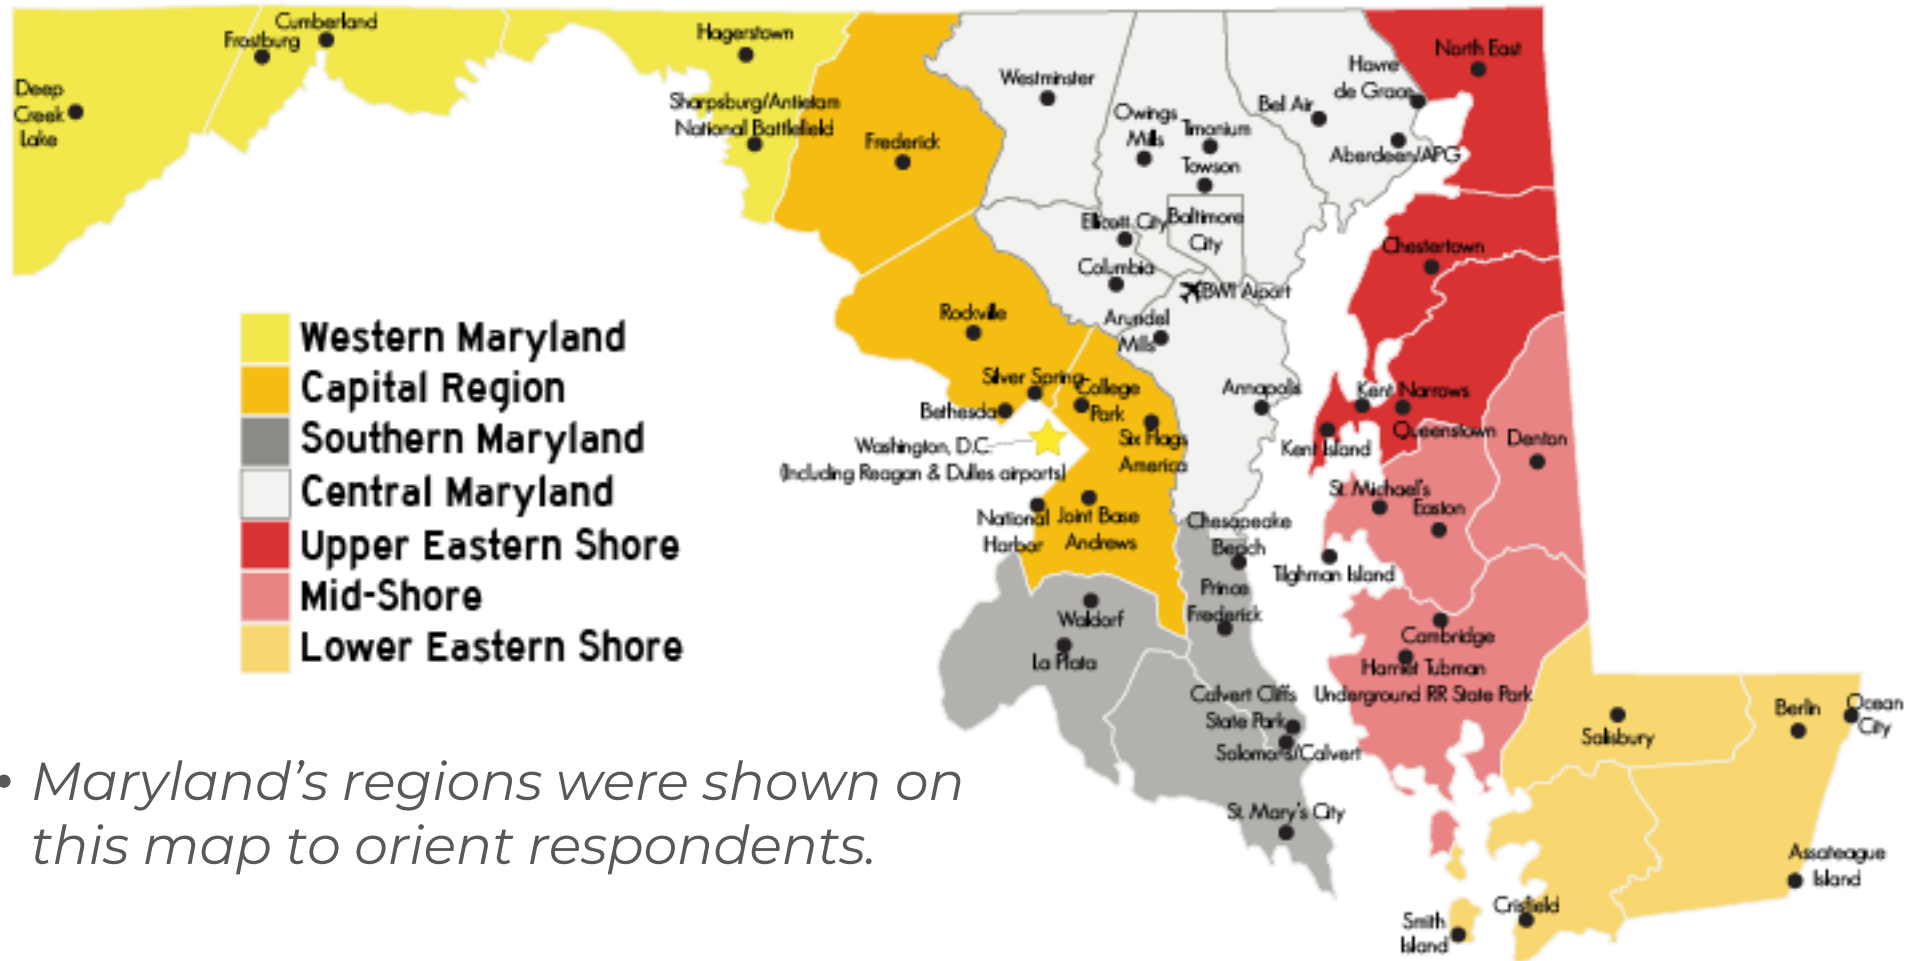 Cumberland
Frostburg
Deep
Creek
Lake
Hagerstown
Sharpsburg/Antietam
National Battlefield
Frederick
Westminster
Owings
Mills
Timonium
Towson
Bel Air
Havre
de Grace
Aberdeen/APG
North East
Ellicott City
Baltimore
City
Columbia
BWI Aiport
Arundel
Mills
Annapolis
Chestertown
Kent Narrows
Queenstown
Kent Island
Denton
St. Michael's
Easton
Tilghman Island
Rockville
Silver Spring
College
Park
Bethesda
Washington, D.C.
(Including Reagan & Dulles airports)
Six Flags
America
National
Harbor
Joint Base
Andrews
Chesapeake
Beach
Prince
Frederick
Waldorf
La Plata
Calvert Cliffs
State Park
Solomons/Calvert
St. Mary's City
Cambridge
Harriet Tubman
Underground RR State Park
Salisbury
Berlin
Ocean
City
Assateague
Island
Crisfield
Smith
Island
Western Maryland
Capital Region
Southern Maryland
Central Maryland
Upper Eastern Shore
Mid-Shore
Lower Eastern Shore
• Maryland’s regions were shown on
this map to orient respondents.